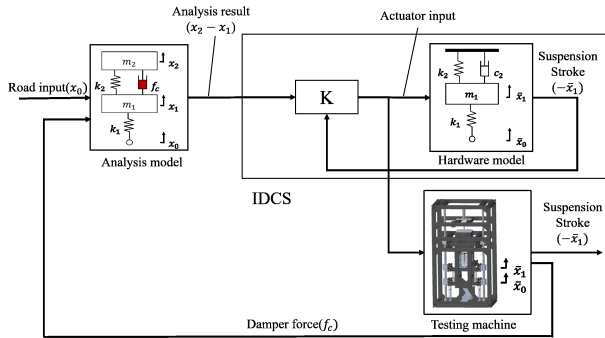 Analysis result
(x₂ − x₁)
Actuator input
Suspension
Stroke
(−x̄₁)
Road input(x₀)
m₂
x₂
k₂
f_c
m₁
x₁
k₁
x₀
Analysis model
K
k₂
c₂
m₁
x̄₁
k₁
x̄₀
Hardware model
IDCS
Suspension
Stroke
(−x̄₁)
x̄₁
x̄₀
Damper force(f_c)
Testing machine